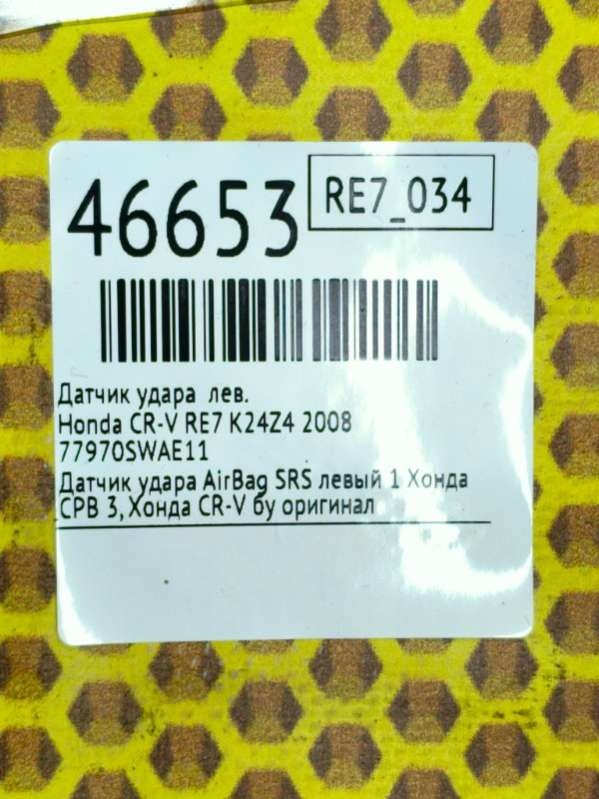 46653
RE7_034
Датчик удара лев.
Honda CR-V RE7 K24Z4 2008
77970SWAE11
Датчик удара AirBag SRS левый 1 Хонда
СРВ 3, Хонда CR-V бу оригинал